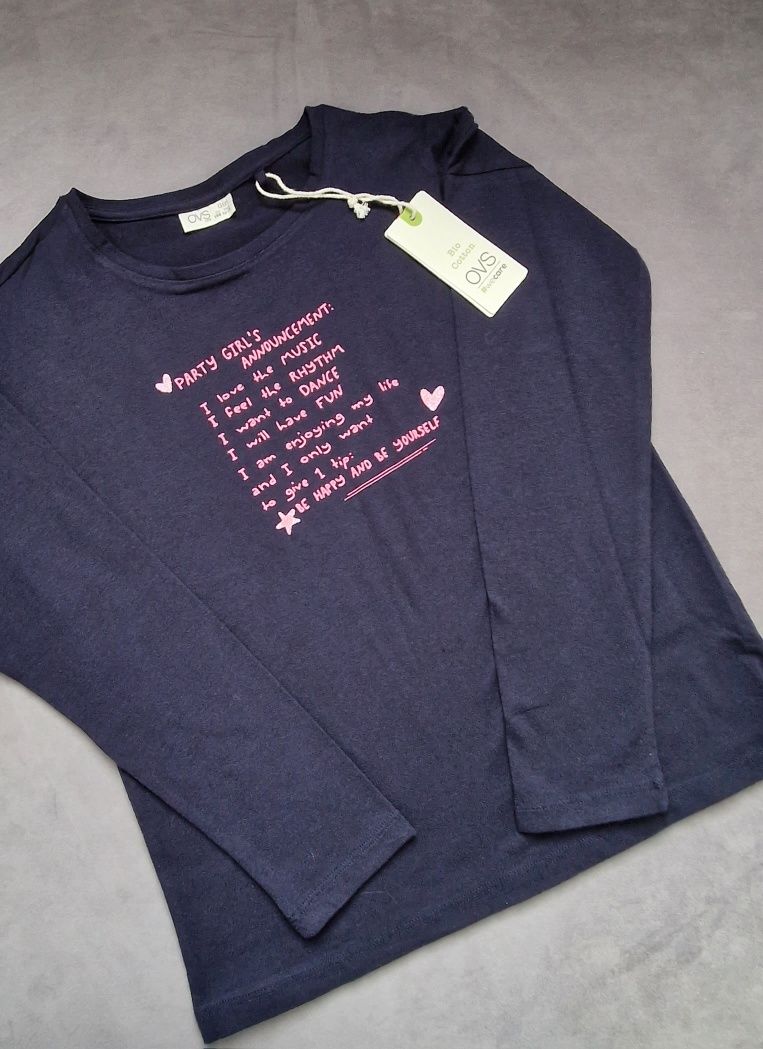 OVS
Bio
Cotton
OVS
#wecare
PARTY GIRL'S
ANNOUNCEMENT:
I love the MUSIC
I feel the RHYTHM
I want to DANCE
I will have FUN
I am enjoying my life
and I only want
to give 1 tip:
BE HAPPY AND BE YOURSELF